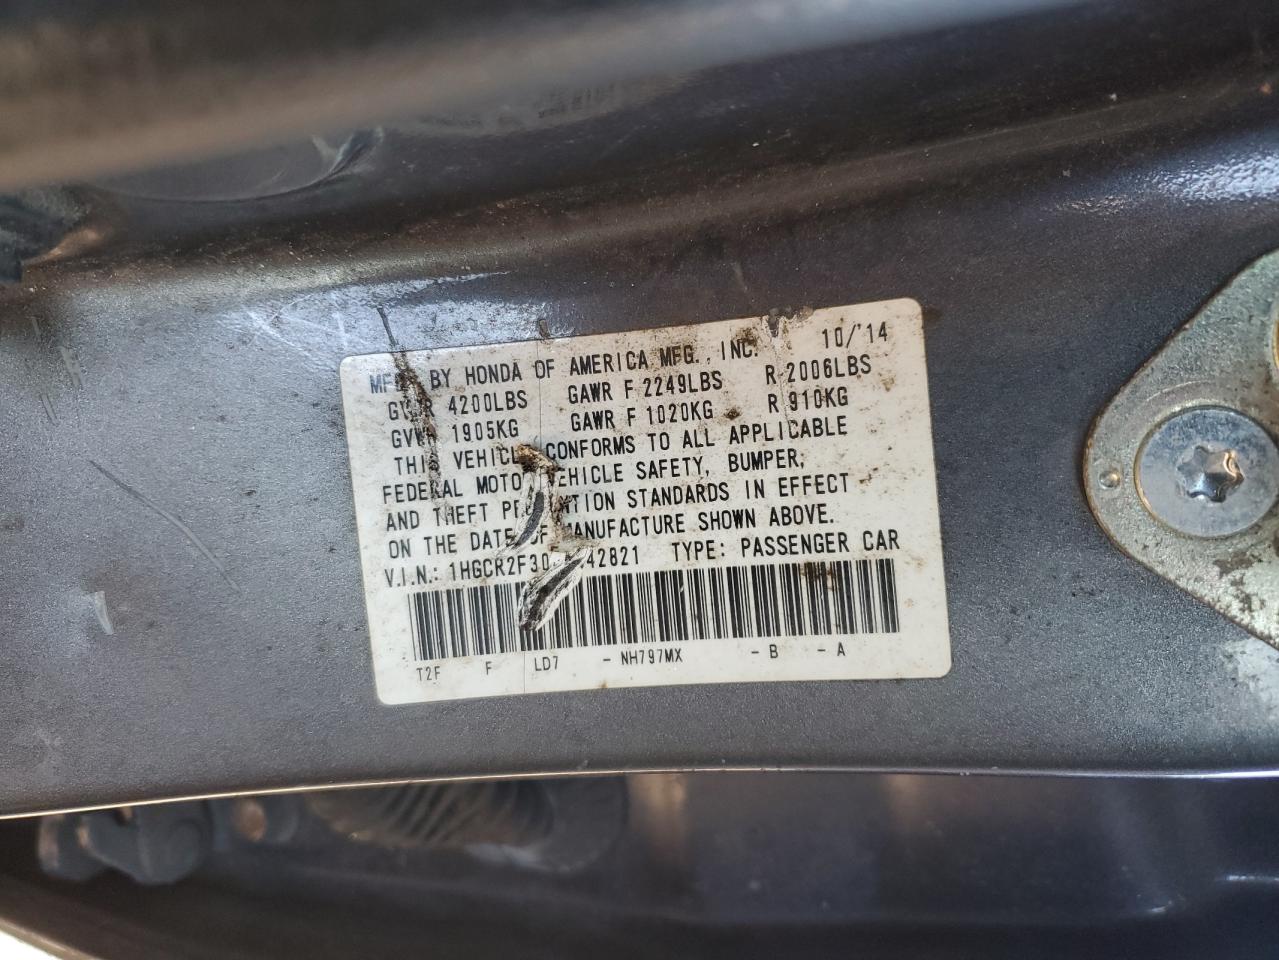 BY HONDA OF AMERICA MFG., INC. 10/'14
4200LBS GAWR F 2249LBS R 2006LBS
1905KG GAWR F 1020KG R 910KG
THIS VEHICLE CONFORMS TO ALL APPLICABLE
FEDERAL MOTOR VEHICLE SAFETY, BUMPER,
AND THEFT PREVENTION STANDARDS IN EFFECT
ON THE DATE OF MANUFACTURE SHOWN ABOVE.
V.I.N.: TYPE: PASSENGER CAR
T2F F LD7 - NH797MX - B - A